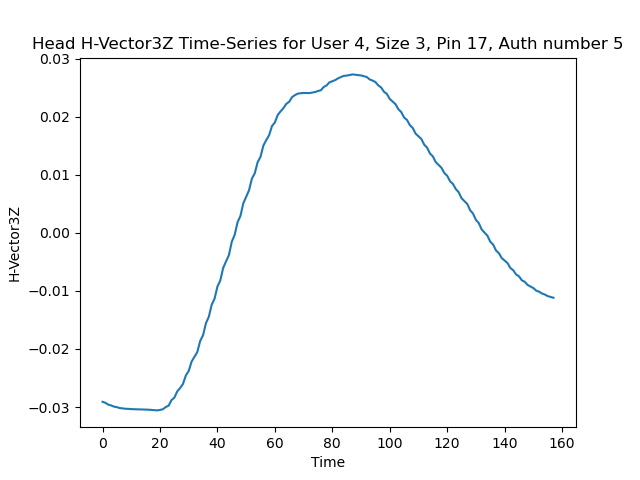 Head H-Vector3Z Time-Series for User 4, Size 3, Pin 17, Auth number 5
0.03
0.02
0.01
0.00
−0.01
−0.02
−0.03
H-Vector3Z
0 20 40 60 80 100 120 140 160
Time